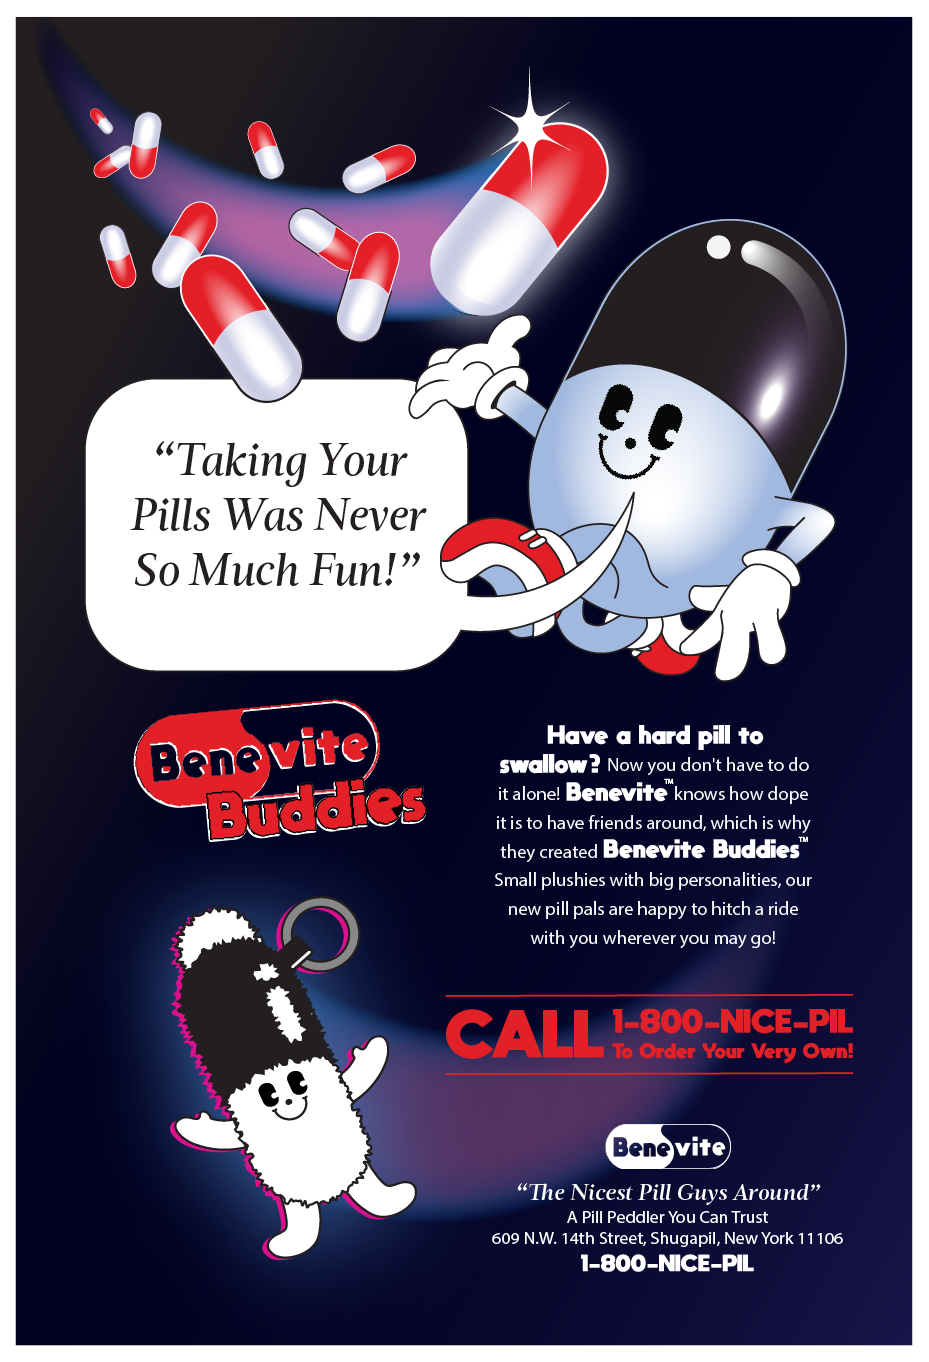 “Taking Your
Pills Was Never
So Much Fun!”
Benevite
Buddies
Have a hard pill to
swallow? Now you don't have to do
it alone! Benevite™ knows how dope
it is to have friends around, which is why
they created Benevite Buddies™
Small plushies with big personalities, our
new pill pals are happy to hitch a ride
with you wherever you may go!
CALL 1-800-NICE-PIL
To Order Your Very Own!
Benevite
“The Nicest Pill Guys Around”
A Pill Peddler You Can Trust
609 N.W. 14th Street, Shugapil, New York 11106
1-800-NICE-PIL